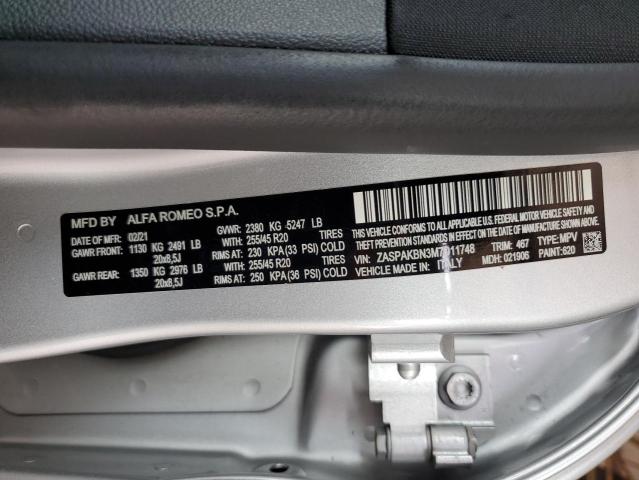 MFD BY ALFA ROMEO S.P.A.
DATE OF MFR: 02/21 GVWR: 2380 KG -5247 LB
GAWR FRONT: 1130 KG 2491 LB 255/45 R20 TIRES
20x8,5J RIMS AT: 230 KPA (33 PSI) COLD
GAWR REAR: 1350 KG 2976 LB 255/45 R20 TIRES
20x8,5J RIMS AT: 250 KPA (36 PSI) COLD
THIS VEHICLE CONFORMS TO ALL APPLICABLE U.S.A. FEDERAL MOTOR
VEHICLE SAFETY, BUMPER, AND THEFT PREVENTION STANDARDS IN
EFFECT ON THE DATE OF MANUFACTURE SHOWN ABOVE.
VIN: TYPE: MPV
MADE IN: ITALY TRIM: 467
MDH: 021906 PAINT: 620